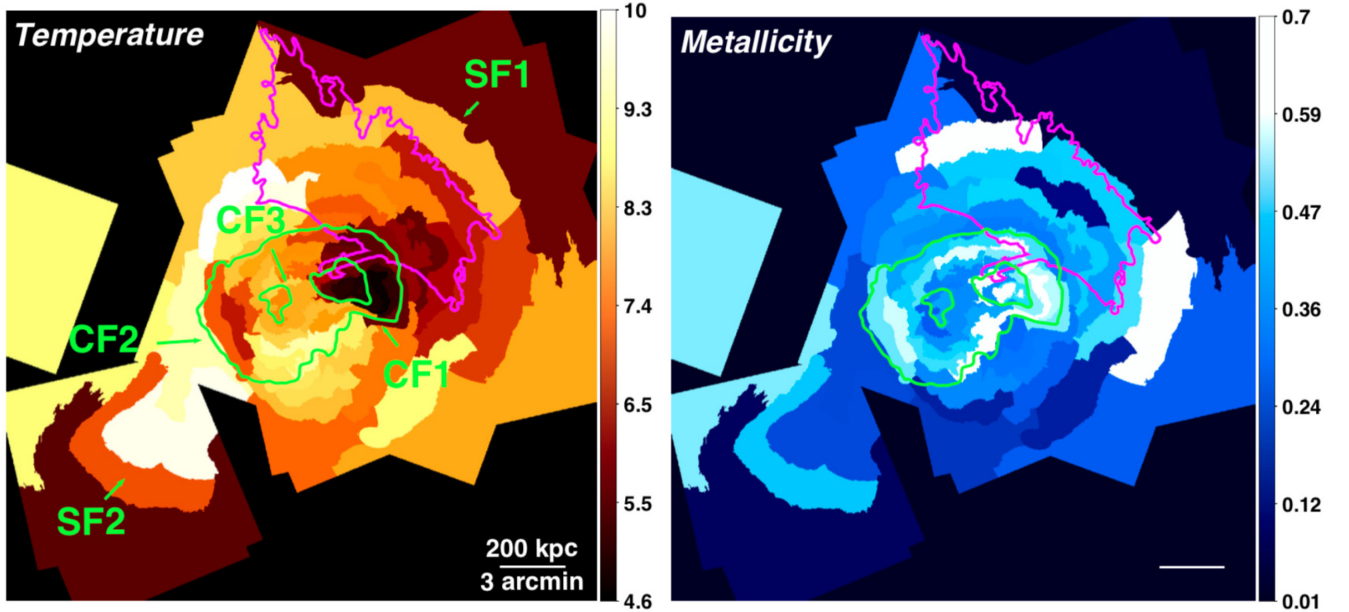 Temperature
SF1
CF3
CF2
CF1
SF2
200 kpc
3 arcmin
10
9.3
8.3
7.4
6.5
5.5
4.6
Metallicity
0.7
0.59
0.47
0.36
0.24
0.12
0.01